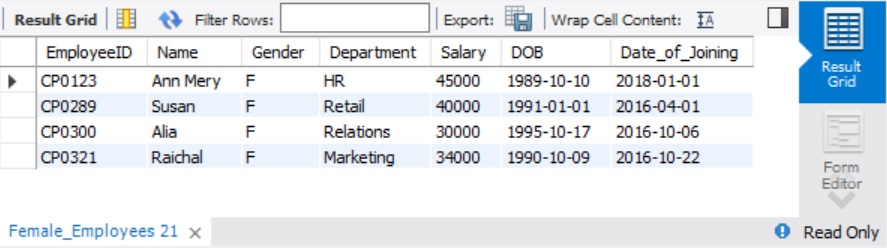 Result Grid Filter Rows: Export: Wrap Cell Content: IA
EmployeeID Name Gender Department Salary DOB Date_of_Joining
CP0123 Ann Mery F HR 45000 1989-10-10 2018-01-01
CP0289 Susan F Retail 40000 1991-01-01 2016-04-01
CP0300 Alia F Relations 30000 1995-10-17 2016-10-06
CP0321 Raichal F Marketing 34000 1990-10-09 2016-10-22
Result
Grid
Form
Editor
Female_Employees 21 Read Only